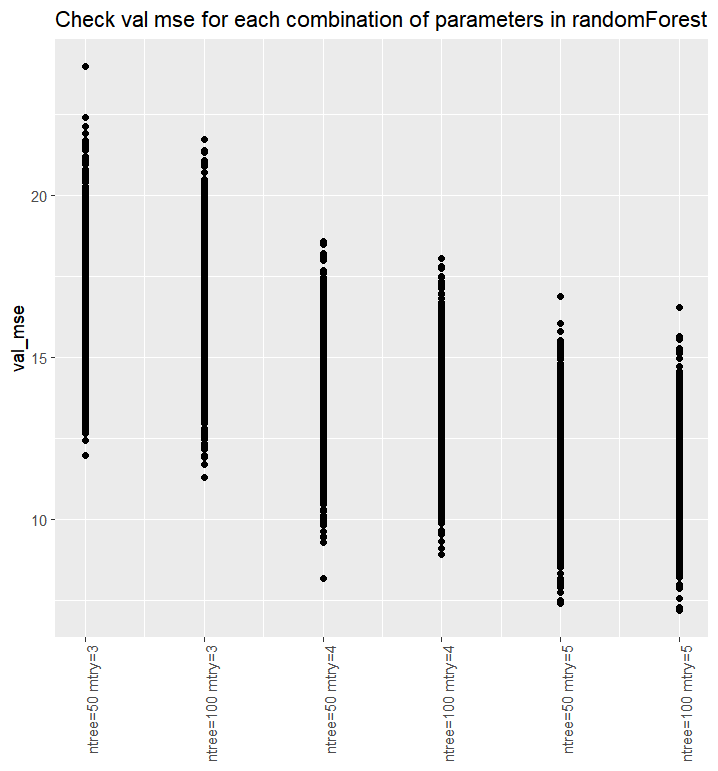 Check val mse for each combination of parameters in randomForest
val_mse
20
15
10
ntree=50 mtry=3
ntree=100 mtry=3
ntree=50 mtry=4
ntree=100 mtry=4
ntree=50 mtry=5
ntree=100 mtry=5